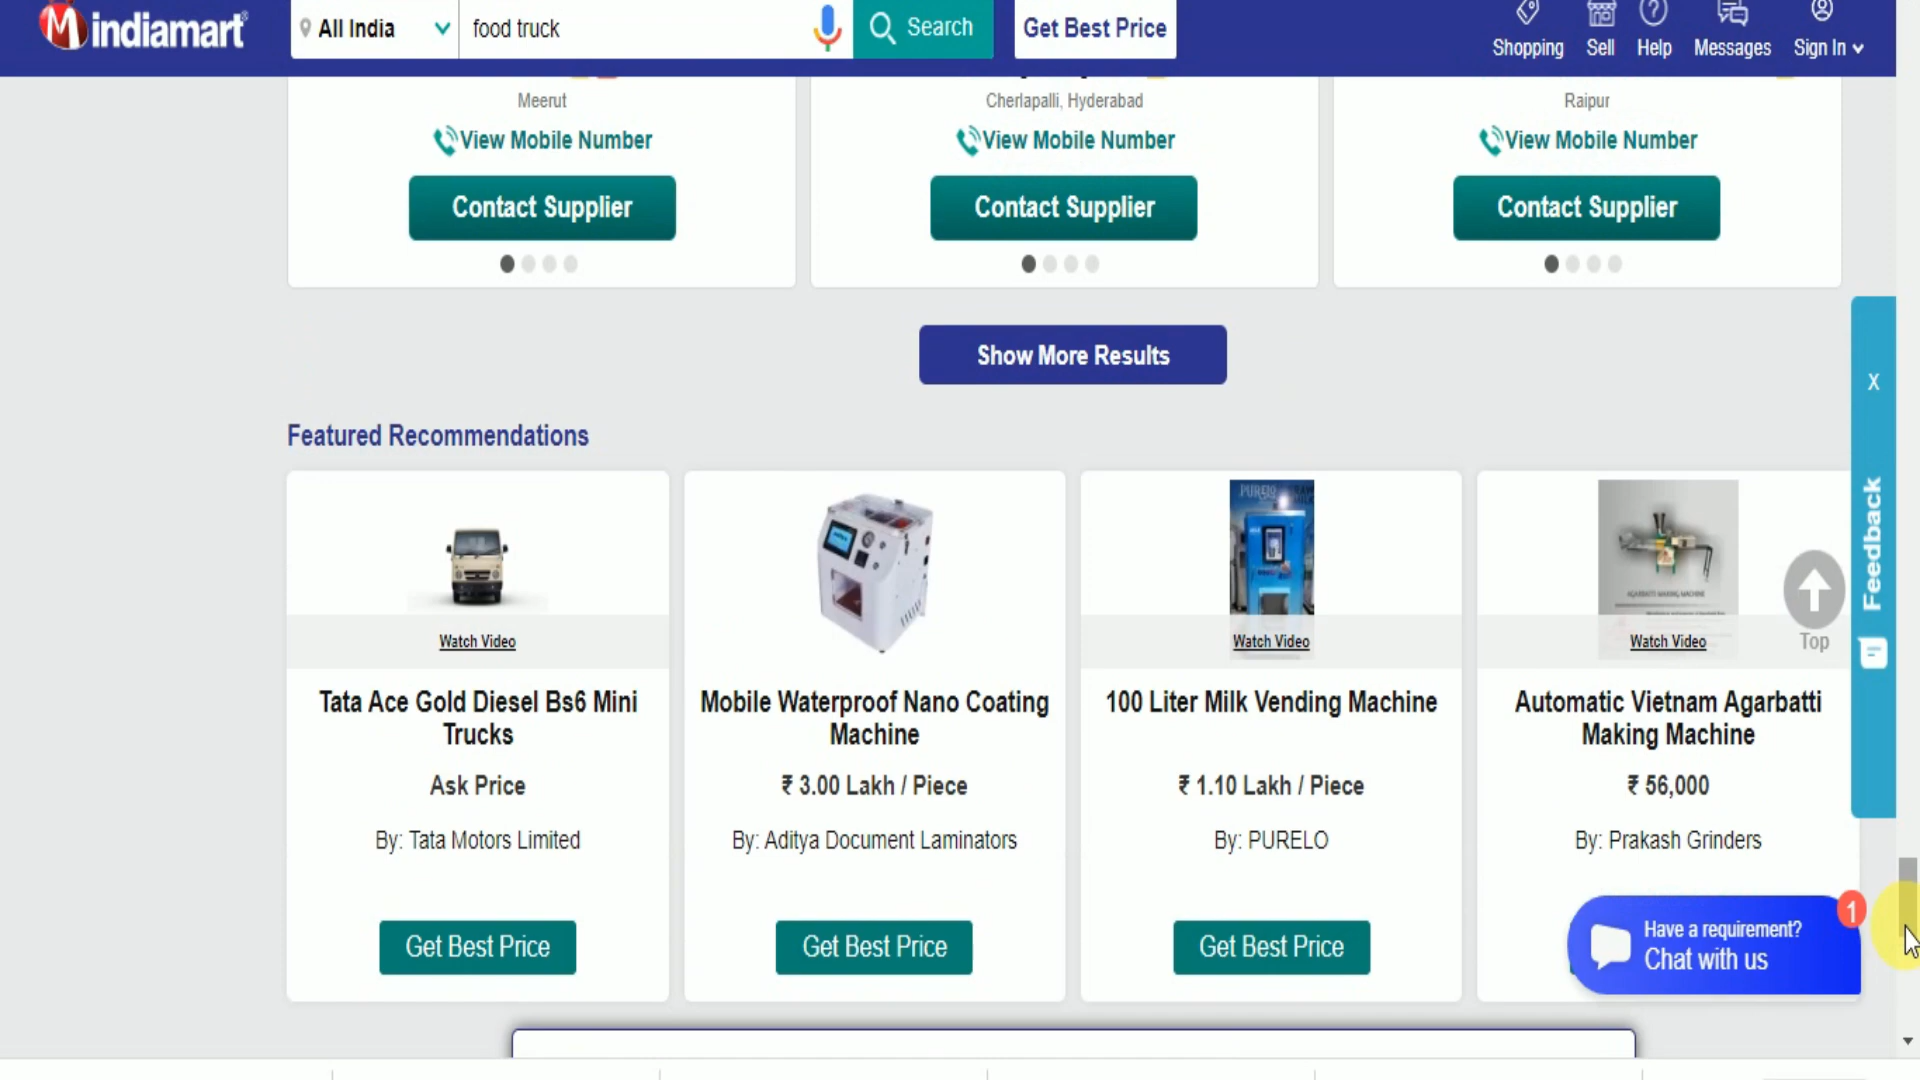 indiamart
All India
food truck
Search
Get Best Price
Shopping
Sell
Help
Messages
Sign In
Meerut
View Mobile Number
Contact Supplier
Cherlapalli, Hyderabad
View Mobile Number
Contact Supplier
Raipur
View Mobile Number
Contact Supplier
Show More Results
X
Feedback
Featured Recommendations
Watch Video
Tata Ace Gold Diesel Bs6 Mini
Trucks
Ask Price
By: Tata Motors Limited
Get Best Price
Mobile Waterproof Nano Coating
Machine
₹ 3.00 Lakh / Piece
By: Aditya Document Laminators
Get Best Price
PURELO
Watch Video
100 Liter Milk Vending Machine
₹ 1.10 Lakh / Piece
By: PURELO
Get Best Price
AGARBATTI MAKING MACHINE
Watch Video
Automatic Vietnam Agarbatti
Making Machine
₹ 56,000
By: Prakash Grinders
Top
1
Have a requirement?
Chat with us